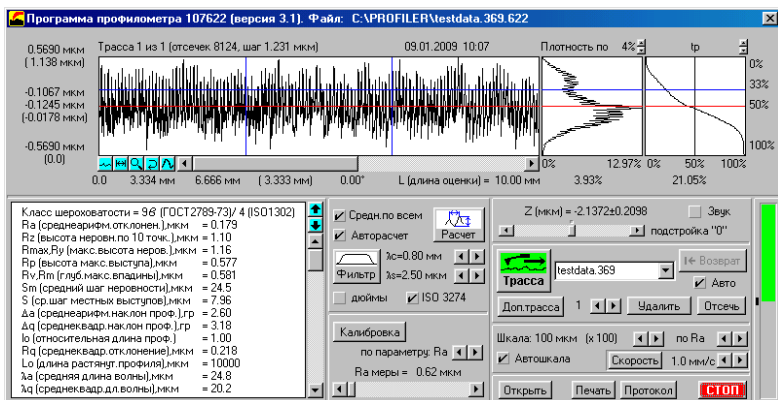 Программа профилометра 107622 (версия 3.1). Файл: C:\PROFILER\testdata.369.622
0.5690 мкм
(1.138 мкм)
Трасса 1 из 1 (отсечек 8124, шаг 1.231 мкм)
09.01.2009 10:07
Плотность по 4%
tp
0%
33%
50%
100%
-0.1067 мкм
-0.1245 мкм
(-0.0178 мкм)
-0.5690 мкм
(0.0)
0% 12.97% 0% 50% 100%
0.0 3.334 мм 6.666 мм (3.333 мм) 0.00° L (длина оценки) = 10.00 мм 3.93% 21.05%
Класс шероховатости = 9б (ГОСТ2789-73)/ 4 (ISO1302)
Ra (среднеарифм.отклонен.),мкм = 0.179
Rz (высота неровн.по 10 точк.),мкм = 1.10
Rmax,Ry (макс.высота неров.),мкм = 1.16
Rp (высота макс.выступа),мкм = 0.577
Rv,Rm (глуб.макс.впадины),мкм = 0.581
Sm (средний шаг неровности),мкм = 24.5
S (ср.шаг местных выступов),мкм = 7.96
Δa (среднеарифм.наклон проф.),гр = 2.60
Δq (среднеквадр.наклон проф.),гр = 3.18
lo (относительная длина проф.) = 1.00
Rq (среднеквадр.отклонение),мкм = 0.218
Lo (длина растянут.профиля),мкм = 10000
λa (средняя длина волны),мкм = 24.8
λq (среднеквадр.дл.волны),мкм = 20.2
Средн.по всем
Авторасчет
Расчет
Фильтр
λc=0.80 мм
λs=2.50 мкм
дюймы
ISO 3274
Калибровка
по параметру: Ra
Ra меры = 0.62 мкм
Z (мкм) = -2.1372±0.2098
Звук
подстройка "0"
Трасса
testdata.369
Возврат
Авто
Доп.трасса
1
Удалить
Отсечь
Шкала: 100 мкм (x 100)
по Ra
Автошкала
Скорость
1.0 мм/с
Открыть
Печать
Протокол
СТОП